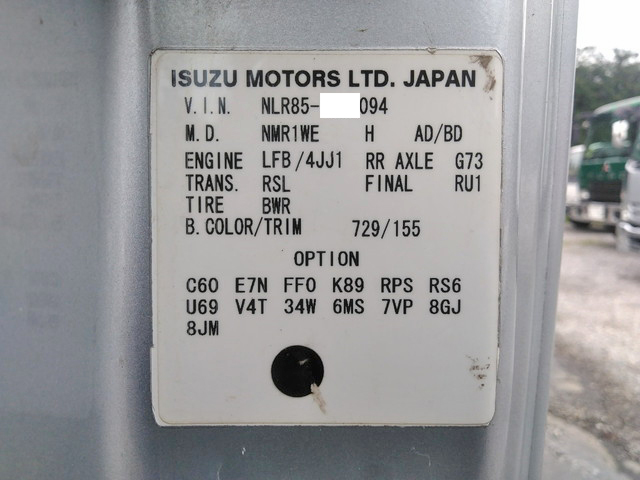 ISUZU MOTORS LTD. JAPAN
V.I.N. NLR85- 094
M.D. NMR1WE H AD/BD
ENGINE LFB/4JJ1 RR AXLE G73
TRANS. RSL FINAL RU1
TIRE BWR
B.COLOR/TRIM 729/155
OPTION
C60 E7N FF0 K89 RPS RS6
U69 V4T 34W 6MS 7VP 8GJ
8JM